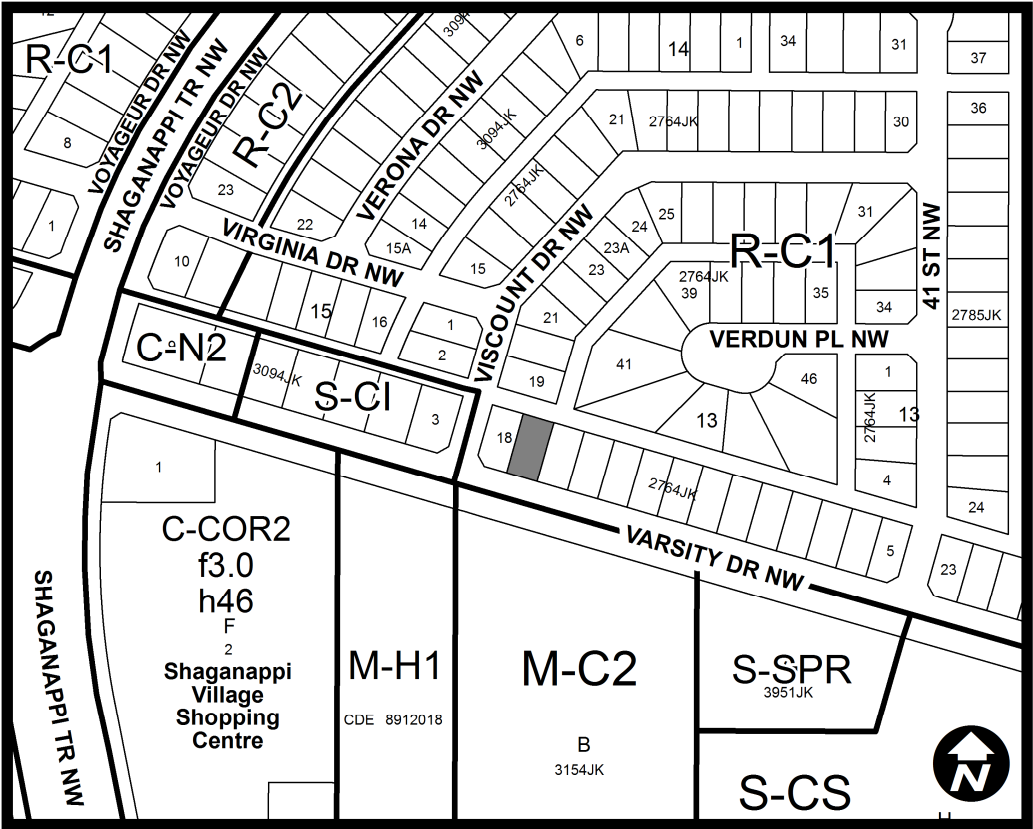 R-C1
VOYAGEUR DR NW
SHAGANAPPI TR NW
VOYAGEUR DR NW
R-C2
3094JK
VERONA DR NW
3094JK
6
14
1
34
31
37
36
21
2764JK
30
8
23
1
22
14
15A
2764JK
15
VISCOUNT DR NW
24
25
23A
23
31
R-C1
41 ST NW
VIRGINIA DR NW
10
15
16
1
2
21
19
2764JK
39
35
34
2785JK
VERDUN PL NW
41
46
1
13
2764JK
13
4
24
C-N2
3094JK
S-CI
3
18
2764JK
5
23
VARSITY DR NW
1
C-COR2
f3.0
h46
F
2
Shaganappi
Village
Shopping
Centre
SHAGANAPPI TR NW
M-H1
CDE 8912018
M-C2
B
3154JK
S-SPR
3951JK
S-CS
N